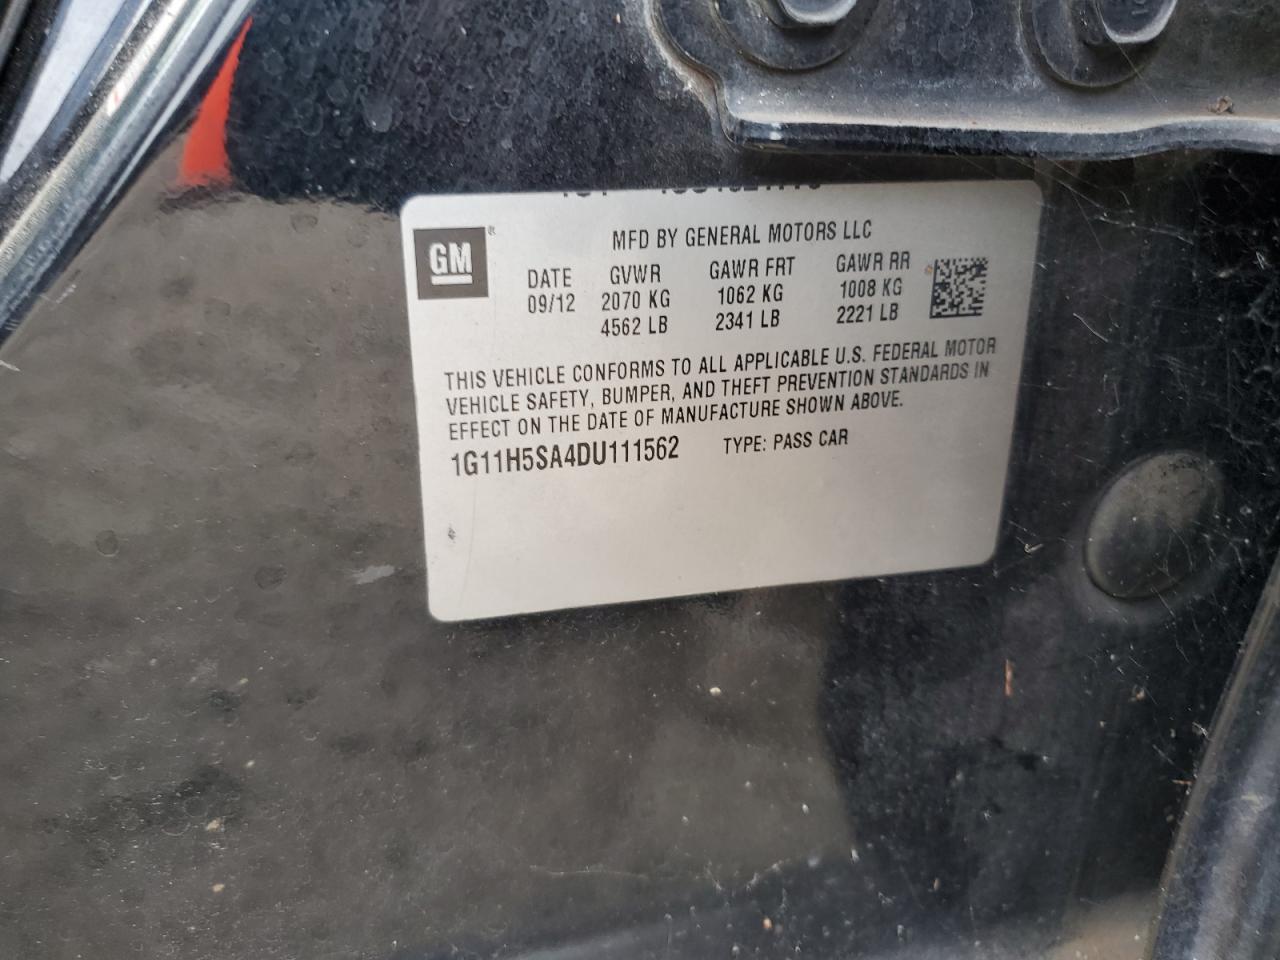 MFD BY GENERAL MOTORS LLC
GM®
DATE GVWR GAWR FRT GAWR RR
09/12 2070 KG 1062 KG 1008 KG
4562 LB 2341 LB 2221 LB
THIS VEHICLE CONFORMS TO ALL APPLICABLE U.S. FEDERAL MOTOR
VEHICLE SAFETY, BUMPER, AND THEFT PREVENTION STANDARDS IN
EFFECT ON THE DATE OF MANUFACTURE SHOWN ABOVE.
1G11H5SA4DU111562 TYPE: PASS CAR